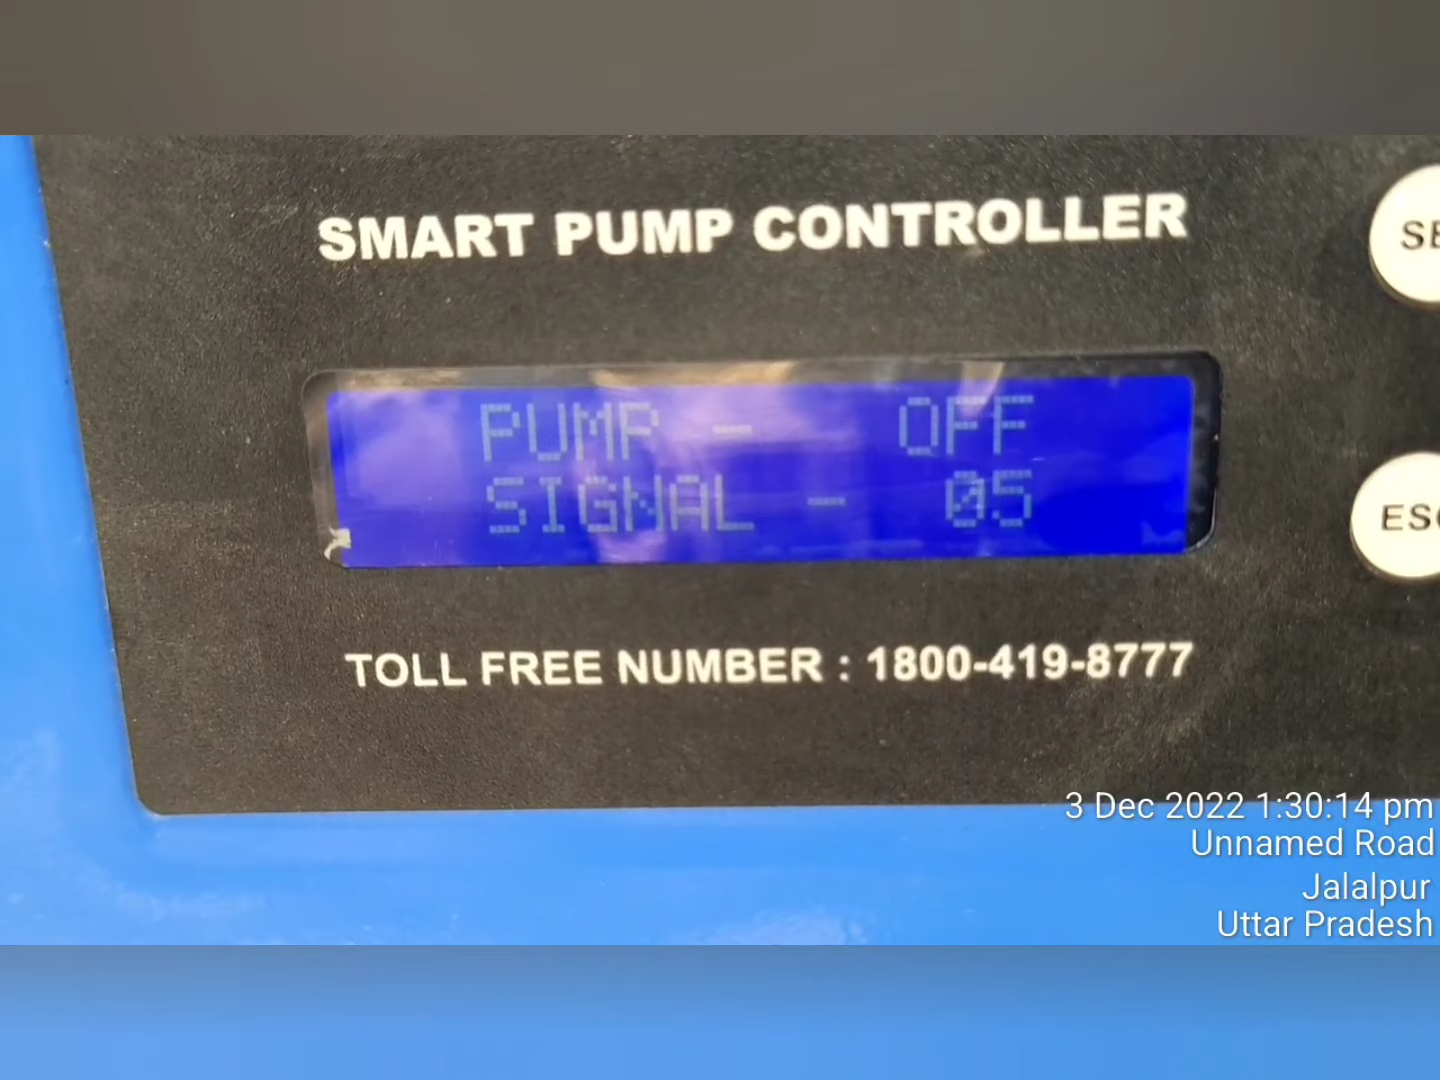 SMART PUMP CONTROLLER
PUMP - OFF
SIGNAL - 05
TOLL FREE NUMBER : 1800-419-8777
3 Dec 2022 1:30:14 pm
Unnamed Road
Jalalpur
Uttar Pradesh